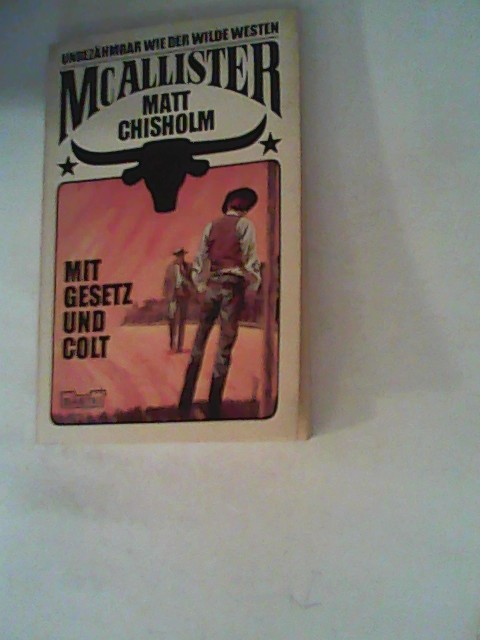 UNBEZÄHMBAR WIE DER WILDE WESTEN
MCALLISTER
MATT
CHISHOLM
MIT
GESETZ
UND
COLT